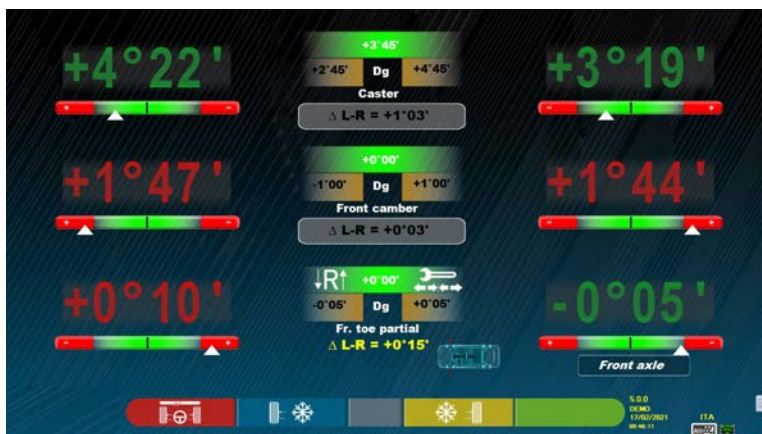 +4°22'
+3°45'
+2°45' Dg +4°45'
Caster
Δ L-R = +1°03'
+3°19'
+ -
+ -
+1°47'
+0°00'
-1°00' Dg +1°00'
Front camber
Δ L-R = +0°03'
+1°44'
+ -
+ -
+0°10'
↓R↑ +0°00'
-0°05' Dg +0°05'
Fr. toe partial
Δ L-R = +0°15'
-0°05'
- +
- +
Front axle
5.0.0
DEMO
17/02/2021
ITA